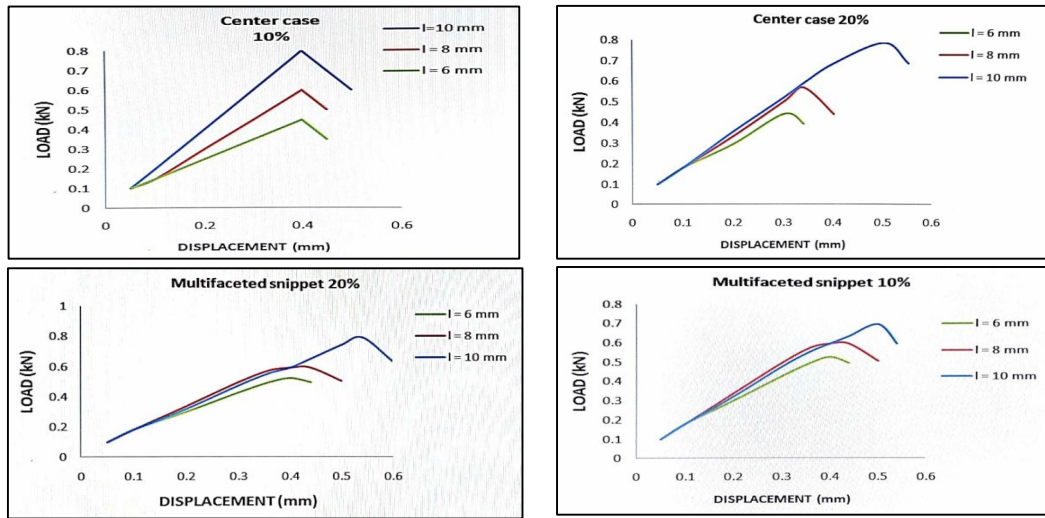 Center case
10%
l=10 mm
l = 8 mm
l = 6 mm
LOAD (kN)
0.8
0.7
0.6
0.5
0.4
0.3
0.2
0.1
0
0 0.2 0.4 0.6
DISPLACEMENT (mm)
Center case 20%
l = 6 mm
l = 8 mm
l = 10 mm
LOAD (kN)
0.8
0.7
0.6
0.5
0.4
0.3
0.2
0.1
0
0 0.1 0.2 0.3 0.4 0.5 0.6
DISPLACEMENT (mm)
Multifaceted snippet 20%
l = 6 mm
l = 8 mm
l = 10 mm
LOAD (kN)
1
0.8
0.6
0.4
0.2
0
0 0.1 0.2 0.3 0.4 0.5 0.6
DISPLACEMENT (mm)
Multifaceted snippet 10%
l = 6 mm
l = 8 mm
l = 10 mm
LOAD (kN)
0.8
0.7
0.6
0.5
0.4
0.3
0.2
0.1
0
0 0.1 0.2 0.3 0.4 0.5 0.6
DISPLACEMENT (mm)